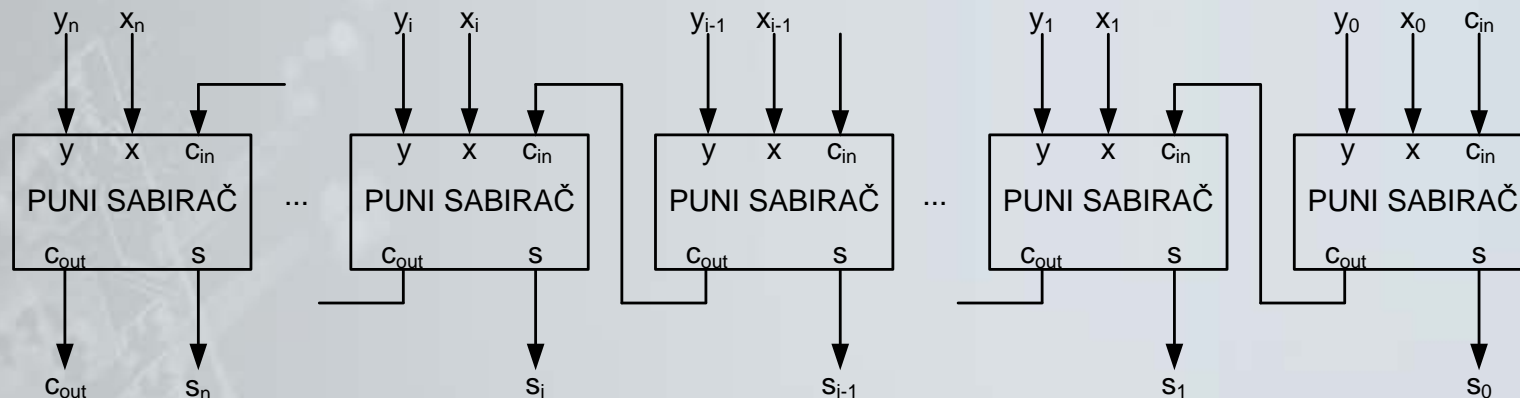 yn xn yi xi yi-1 xi-1 y1 x1 y0 x0 cin
y x cin y x cin y x cin y x cin y x cin
PUNI SABIRAČ ... PUNI SABIRAČ PUNI SABIRAČ ... PUNI SABIRAČ PUNI SABIRAČ
cout s cout s cout s cout s cout s
cout sn si si-1 s1 s0